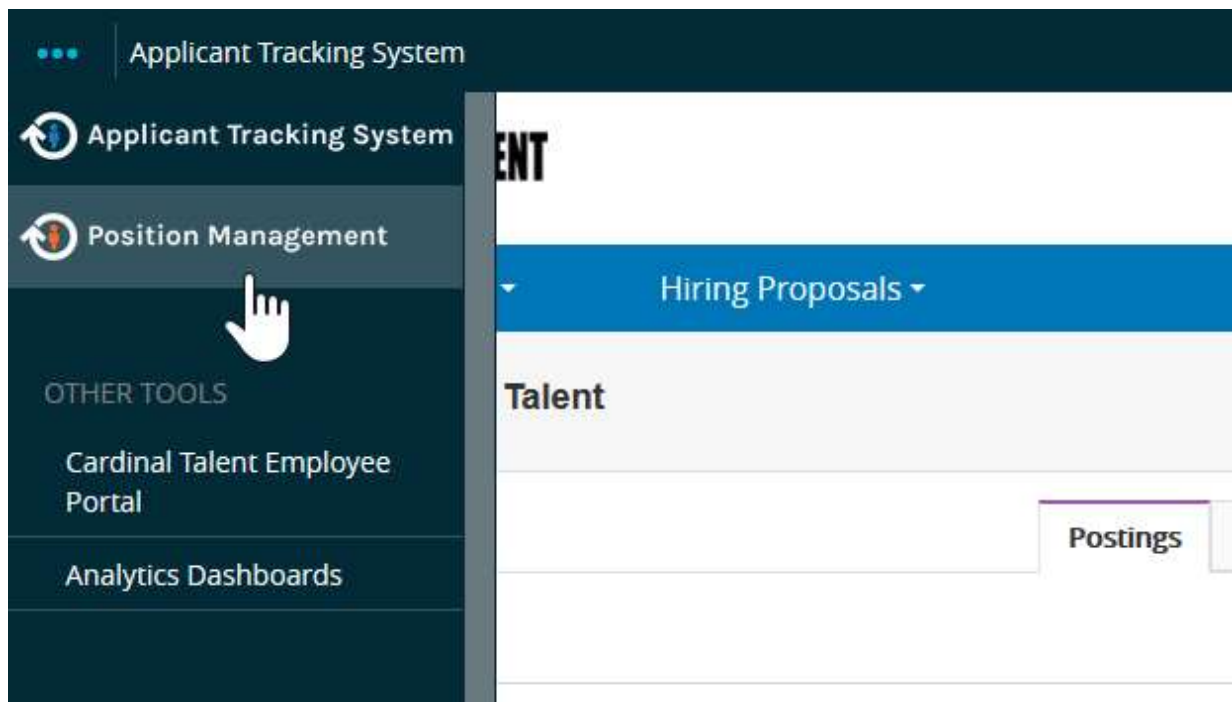 Applicant Tracking System
Applicant Tracking System
Position Management
OTHER TOOLS
Cardinal Talent Employee
Portal
Analytics Dashboards
ENT
Hiring Proposals
Talent
Postings